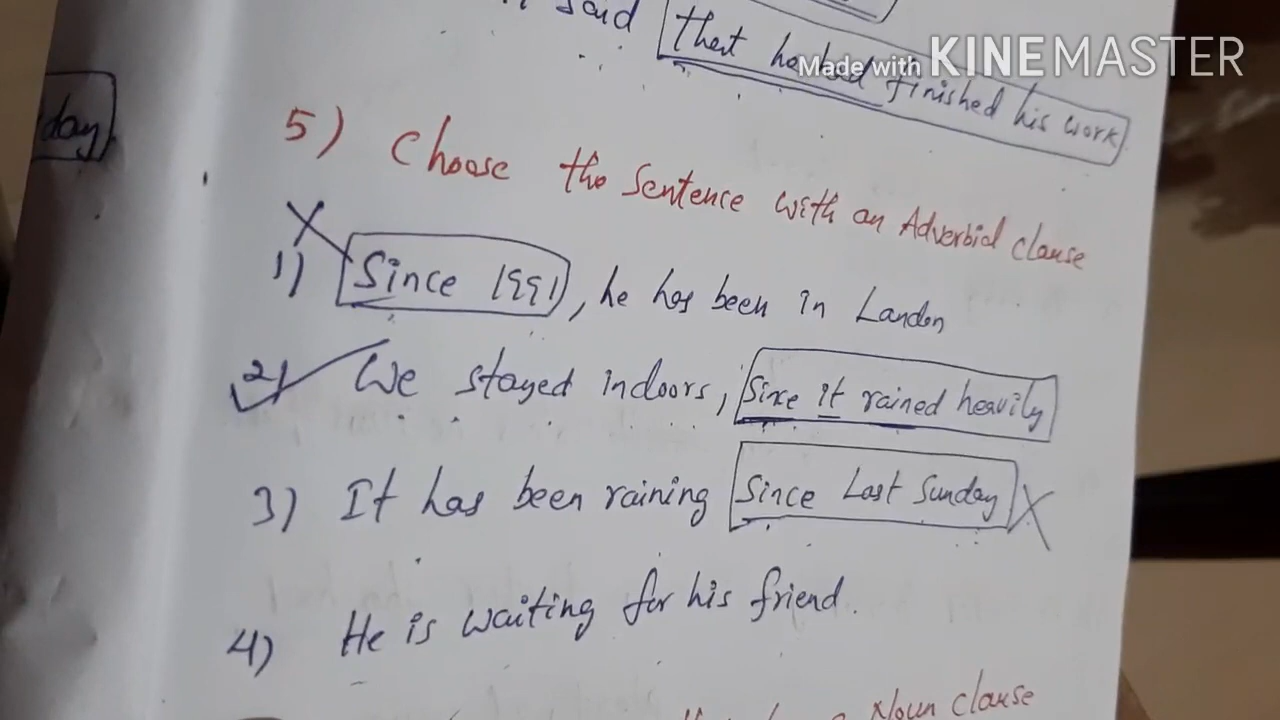 said that he had finished his work
Made with KINEMASTER
day
5) Choose the Sentence with an Adverbial clause
1) Since 1991, he has been in Landon
2) We stayed indoors, Since it rained heavily
3) It has been raining Since Last Sunday
4) He is waiting for his friend.
Noun clause